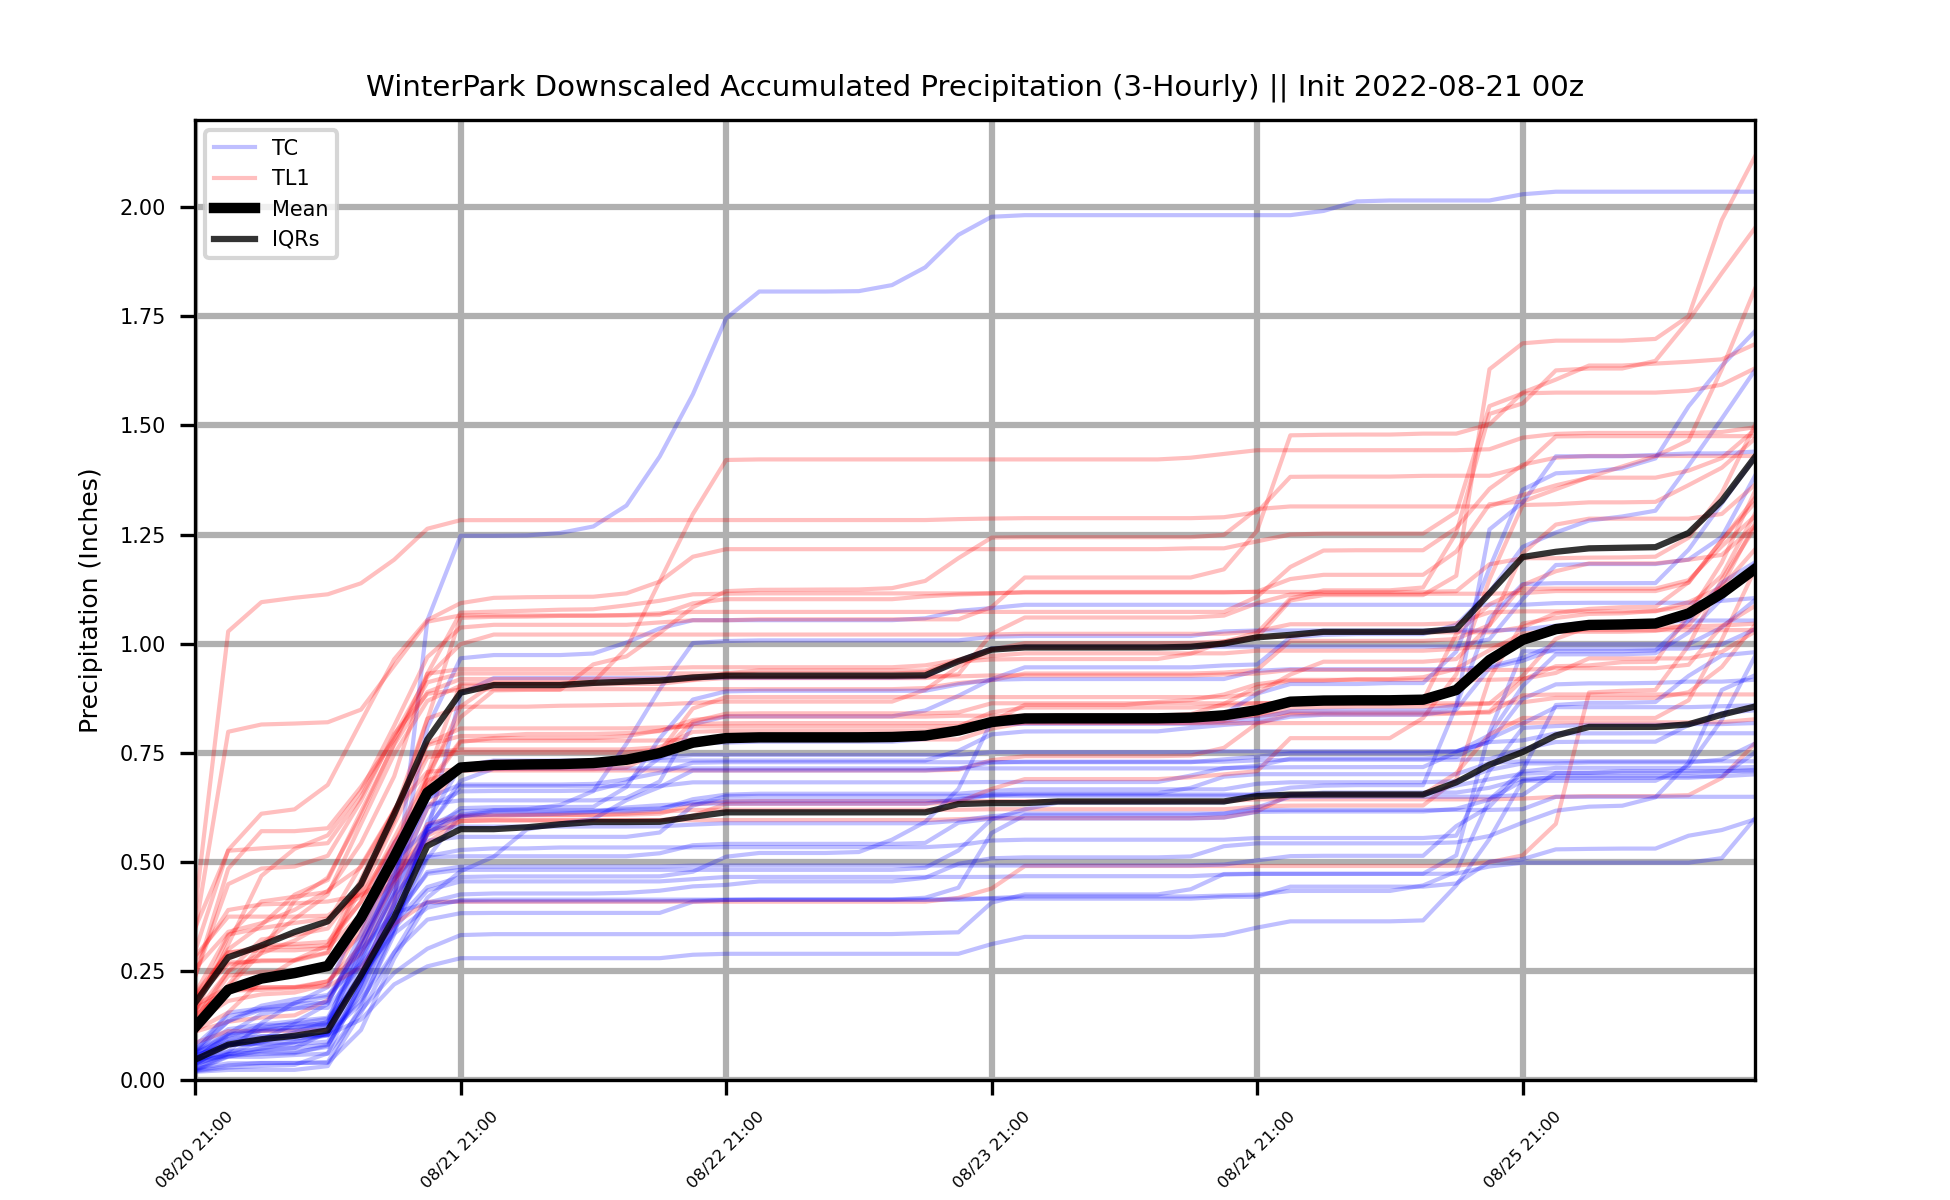 WinterPark Downscaled Accumulated Precipitation (3-Hourly) || Init 2022-08-21 00z
TC
TL1
Mean
IQRs
Precipitation (Inches)
2.00
1.75
1.50
1.25
1.00
0.75
0.50
0.25
0.00
08/20 21:00
08/21 21:00
08/22 21:00
08/23 21:00
08/24 21:00
08/25 21:00